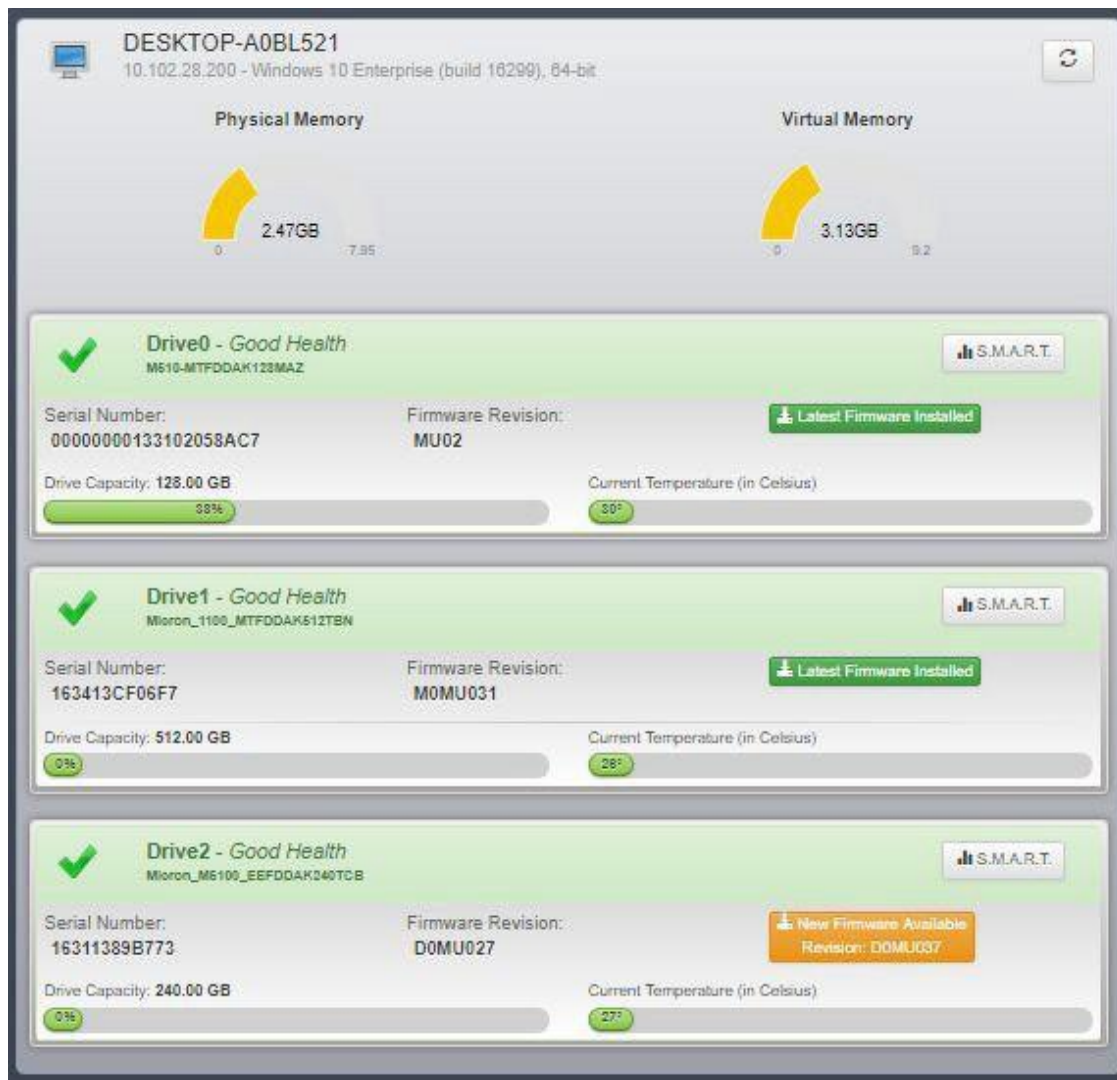 DESKTOP-A0BL521
10.102.28.200 - Windows 10 Enterprise (build 16299), 64-bit
Physical Memory
Virtual Memory
2.47GB
0
7.95
3.13GB
0
9.2
Drive0 - Good Health
M510-MTFDDAK128MAZ
S.M.A.R.T.
Serial Number:
Firmware Revision:
Latest Firmware Installed
00000000133102058AC7
MU02
Drive Capacity: 128.00 GB
Current Temperature (in Celsius)
38%
30°
Drive1 - Good Health
Micron_1100_MTFDDAK512TBN
S.M.A.R.T.
Serial Number:
Firmware Revision:
Latest Firmware Installed
163413CF06F7
M0MU031
Drive Capacity: 512.00 GB
Current Temperature (in Celsius)
0%
28°
Drive2 - Good Health
Micron_M5100_EEFDDAK240TCB
S.M.A.R.T.
Serial Number:
Firmware Revision:
New Firmware Available
Revision: D0MU037
16311389B773
D0MU027
Drive Capacity: 240.00 GB
Current Temperature (in Celsius)
0%
27°